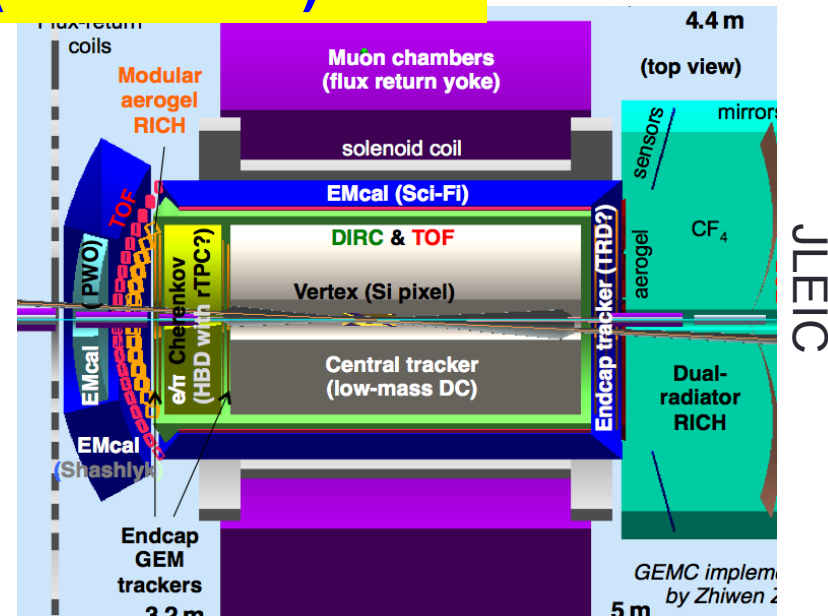 Flux-return
coils
4.4 m
(top view)
Muon chambers
(flux return yoke)
Modular
aerogel
RICH
solenoid coil
sensors
mirrors
EMcal (Sci-Fi)
TOF
DIRC & TOF
CF4
aerogel
Endcap tracker (TRD?)
(PWO)
EMcal
e/π Cherenkov
(HBD with rTPC?)
Vertex (Si pixel)
Central tracker
(low-mass DC)
Dual-
radiator
RICH
EMcal
(Shashlyk)
Endcap
GEM
trackers
3.2 m
GEMC implem
by Zhiwen Z
5 m
JLEIC